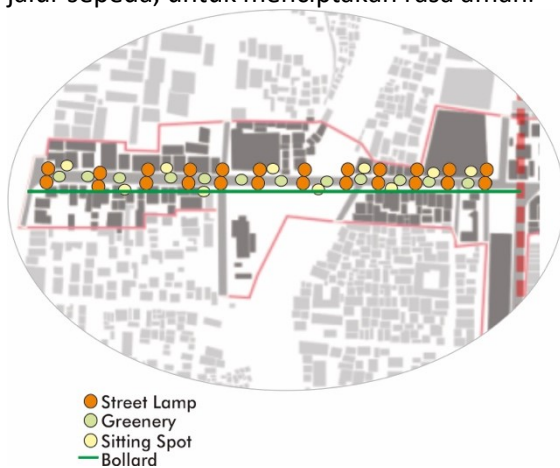 jalur sepeda, untuk menciptakan rasa aman.
Street Lamp
Greenery
Sitting Spot
Bollard